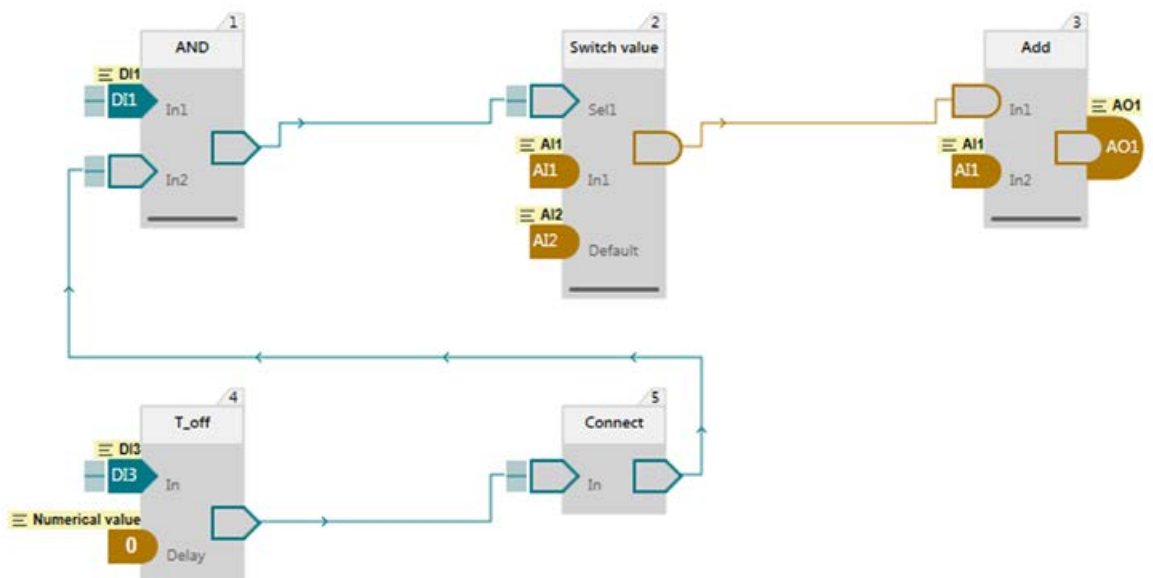 1
AND
DI1
DI1
In1
In2
2
Switch value
Sel1
AI1
AI1
In1
AI2
AI2
Default
3
Add
In1
AO1
AO1
AI1
AI1
In2
4
T_off
DI3
DI3
In
Numerical value
0
Delay
5
Connect
In